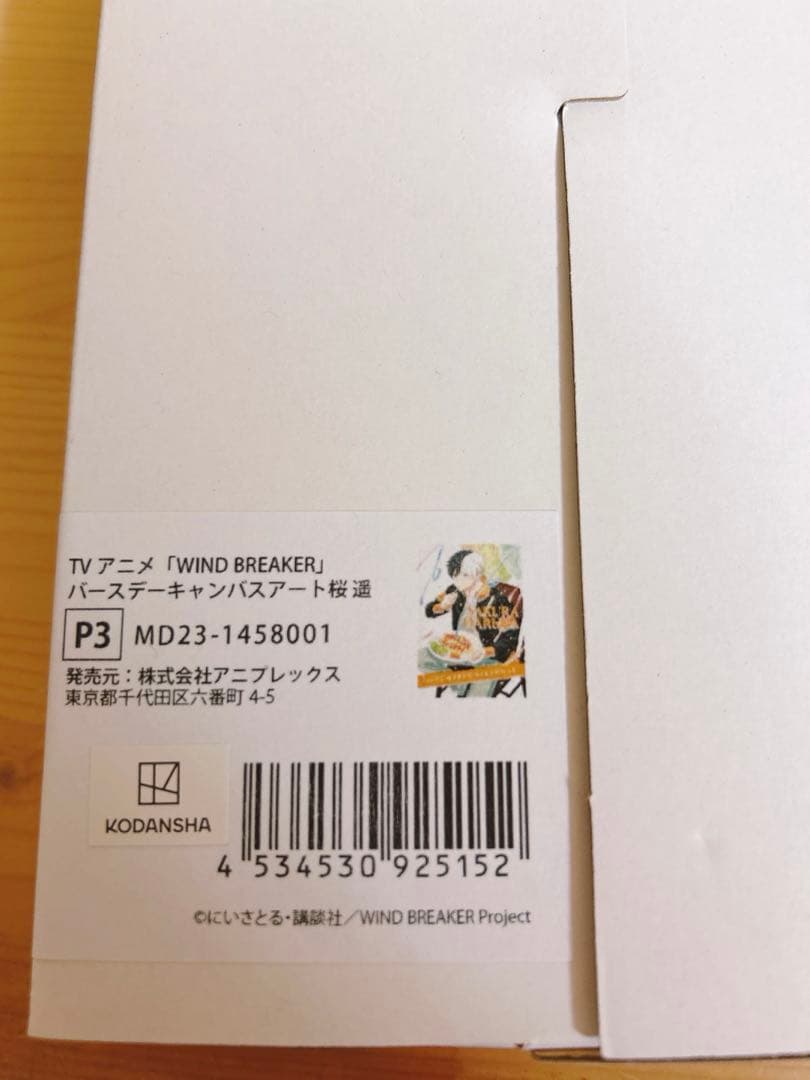 TV アニメ「WIND BREAKER」
バースデーキャンバスアート桜 遥
P3 MD23-1458001
発売元：株式会社アニプレックス
東京都千代田区六番町 4-5
SAKURA
HARUKA
KODANSHA
4 534530 925152
©にいさとる・講談社／WIND BREAKER Project